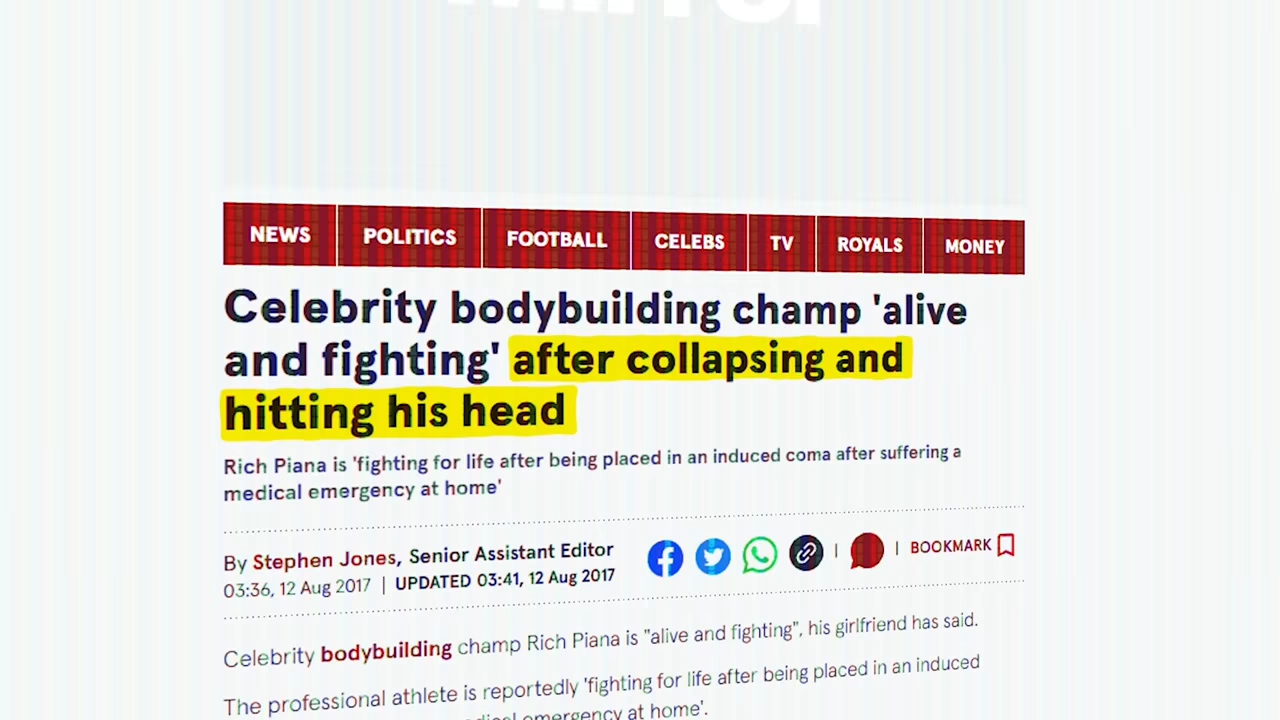 Mirror
NEWS POLITICS FOOTBALL CELEBS TV ROYALS MONEY
Celebrity bodybuilding champ 'alive
and fighting' after collapsing and
hitting his head
Rich Piana is 'fighting for life after being placed in an induced coma after suffering a
medical emergency at home'
By Stephen Jones, Senior Assistant Editor
03:36, 12 Aug 2017 | UPDATED 03:41, 12 Aug 2017
| | BOOKMARK
Celebrity bodybuilding champ Rich Piana is "alive and fighting", his girlfriend has said.
The professional athlete is reportedly 'fighting for life after being placed in an induced
emergency at home'.